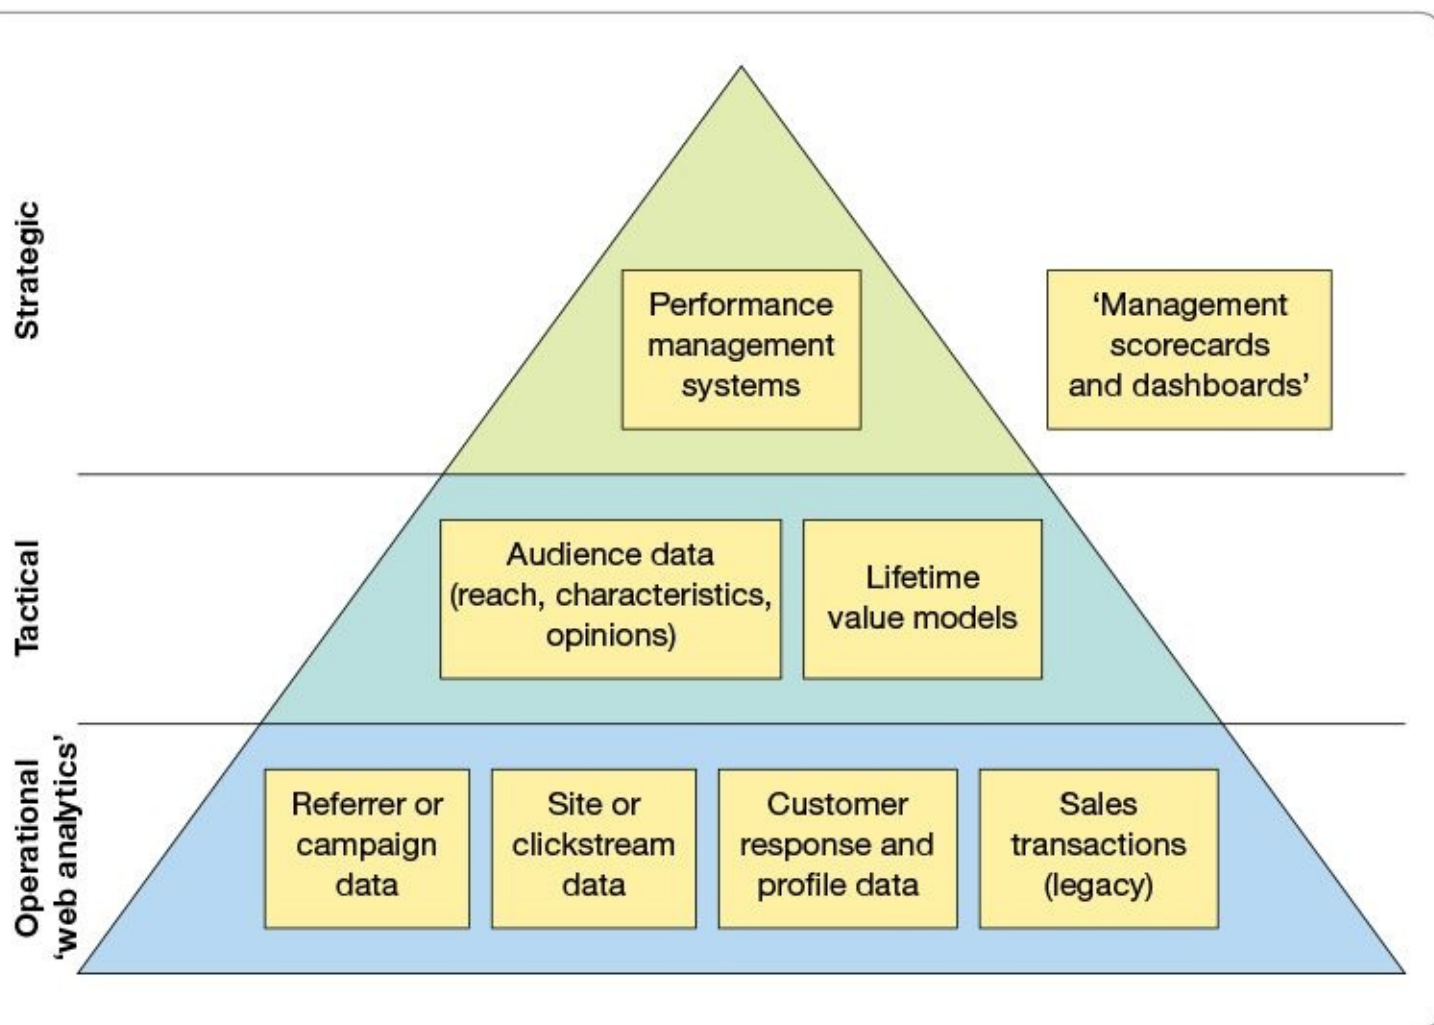 Strategic
Performance
management
systems
‘Management
scorecards
and dashboards’
Tactical
Audience data
(reach, characteristics,
opinions)
Lifetime
value models
Operational
‘web analytics’
Referrer or
campaign
data
Site or
clickstream
data
Customer
response and
profile data
Sales
transactions
(legacy)